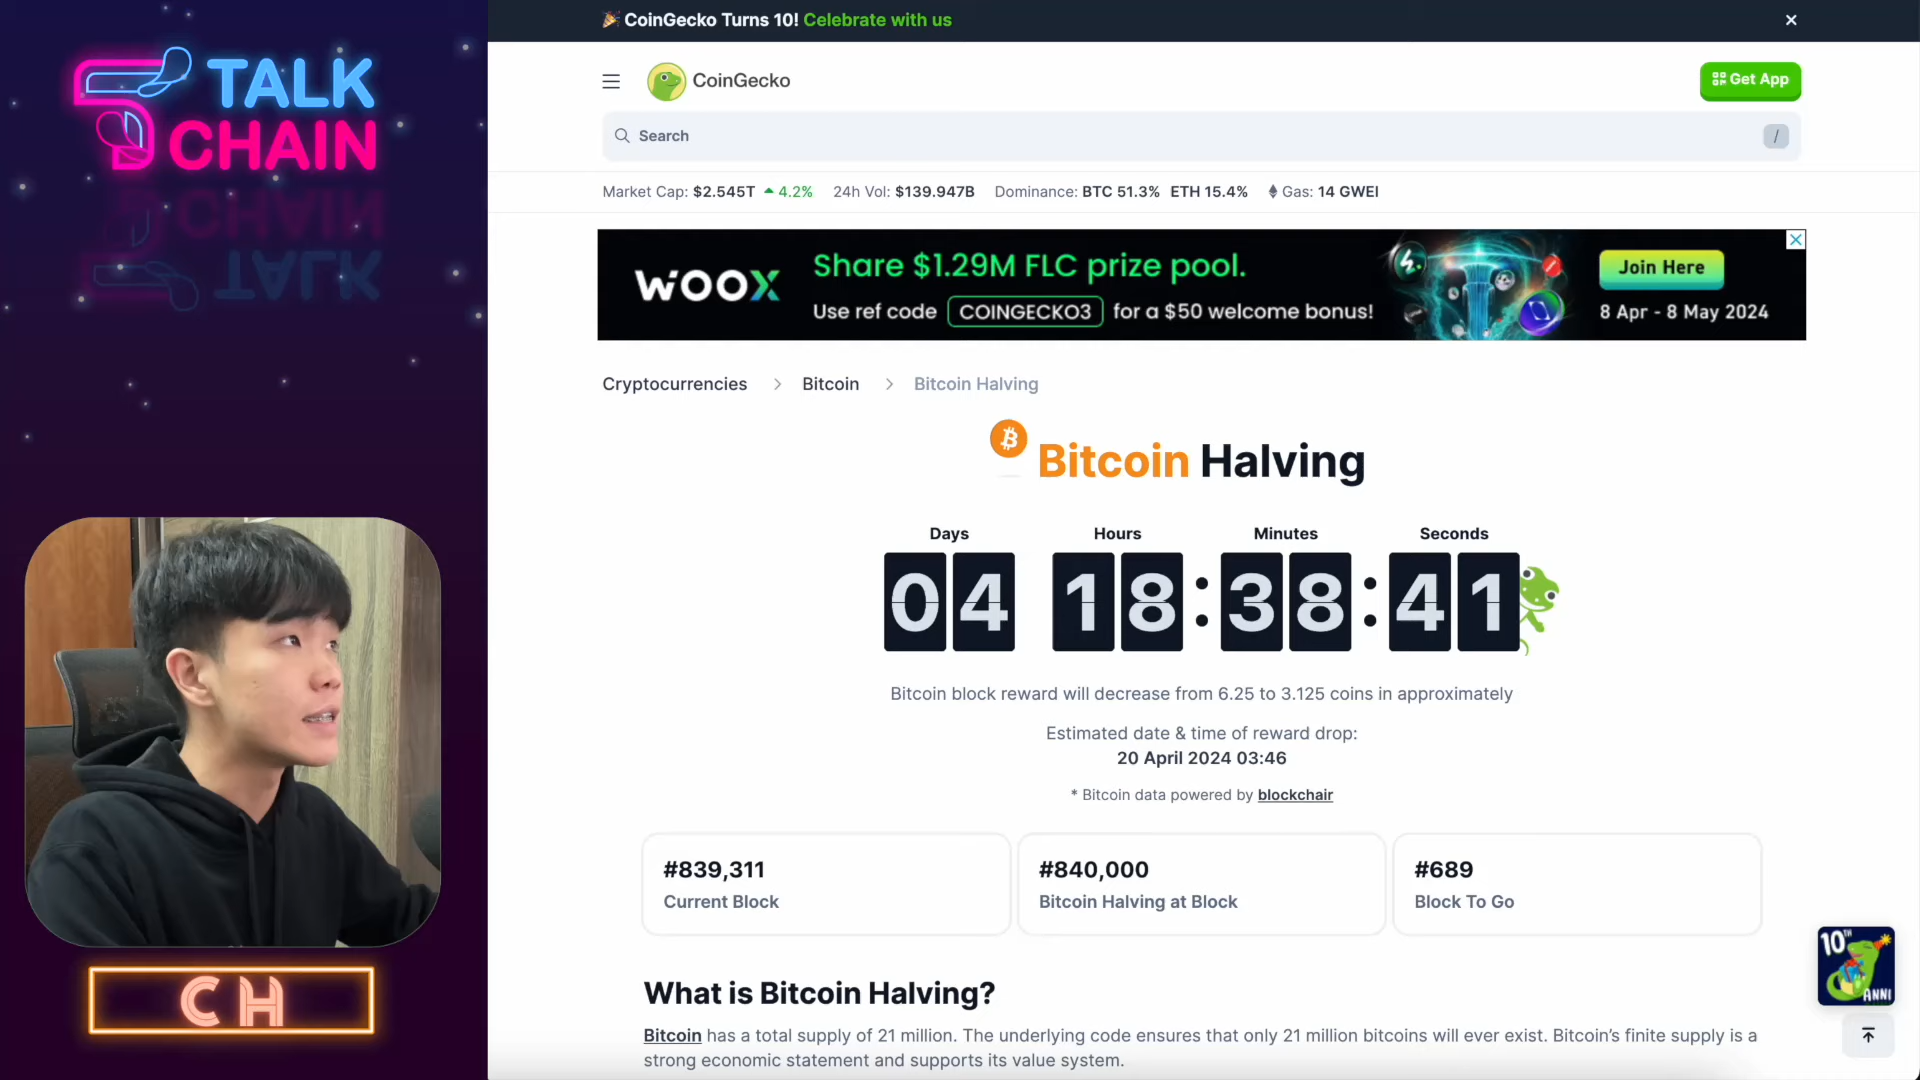 TALK
CHAIN
🎉 CoinGecko Turns 10! Celebrate with us
CoinGecko
Get App
Search
/
Market Cap: $2.545T 4.2% 24h Vol: $139.947B Dominance: BTC 51.3% ETH 15.4% Gas: 14 GWEI
WOOX
Share $1.29M FLC prize pool.
Use ref code COINGECKO3 for a $50 welcome bonus!
Join Here
8 Apr - 8 May 2024
Cryptocurrencies > Bitcoin > Bitcoin Halving
Bitcoin Halving
Days Hours Minutes Seconds
04 18 : 38 : 41
Bitcoin block reward will decrease from 6.25 to 3.125 coins in approximately
Estimated date & time of reward drop:
20 April 2024 03:46
* Bitcoin data powered by blockchair
#839,311
Current Block
#840,000
Bitcoin Halving at Block
#689
Block To Go
10TH
ANNI
What is Bitcoin Halving?
Bitcoin has a total supply of 21 million. The underlying code ensures that only 21 million bitcoins will ever exist. Bitcoin’s finite supply is a
strong economic statement and supports its value system.
CH